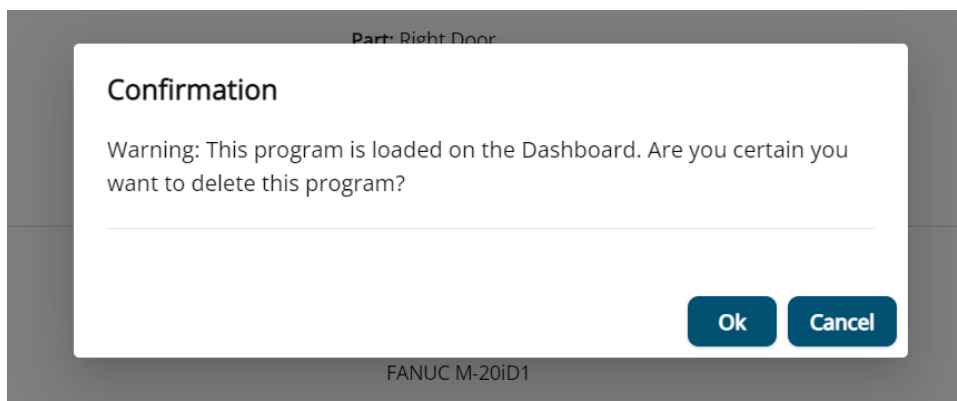 Part: Right Door
Confirmation
Warning: This program is loaded on the Dashboard. Are you certain you
want to delete this program?
Ok Cancel
FANUC M-20iD1